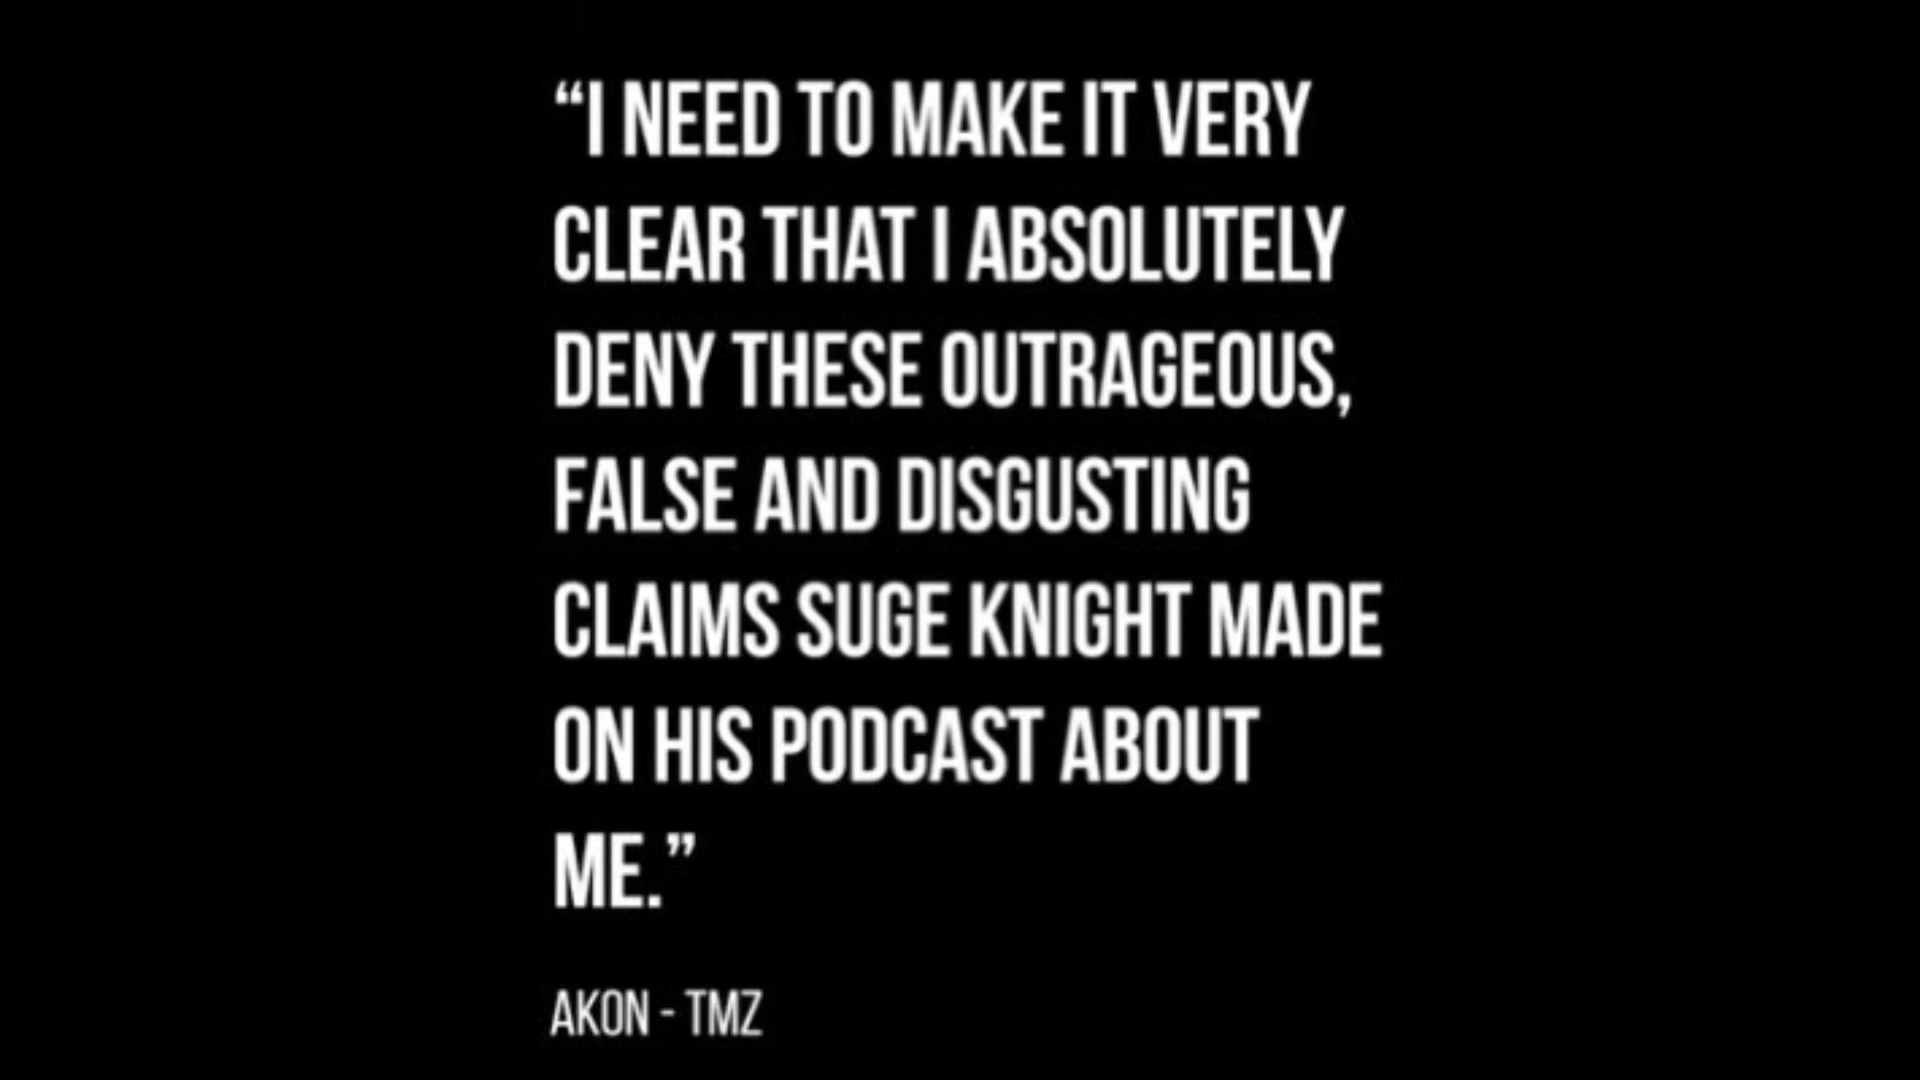 “I NEED TO MAKE IT VERY
CLEAR THAT I ABSOLUTELY
DENY THESE OUTRAGEOUS,
FALSE AND DISGUSTING
CLAIMS SUGE KNIGHT MADE
ON HIS PODCAST ABOUT
ME.”
AKON - TMZ